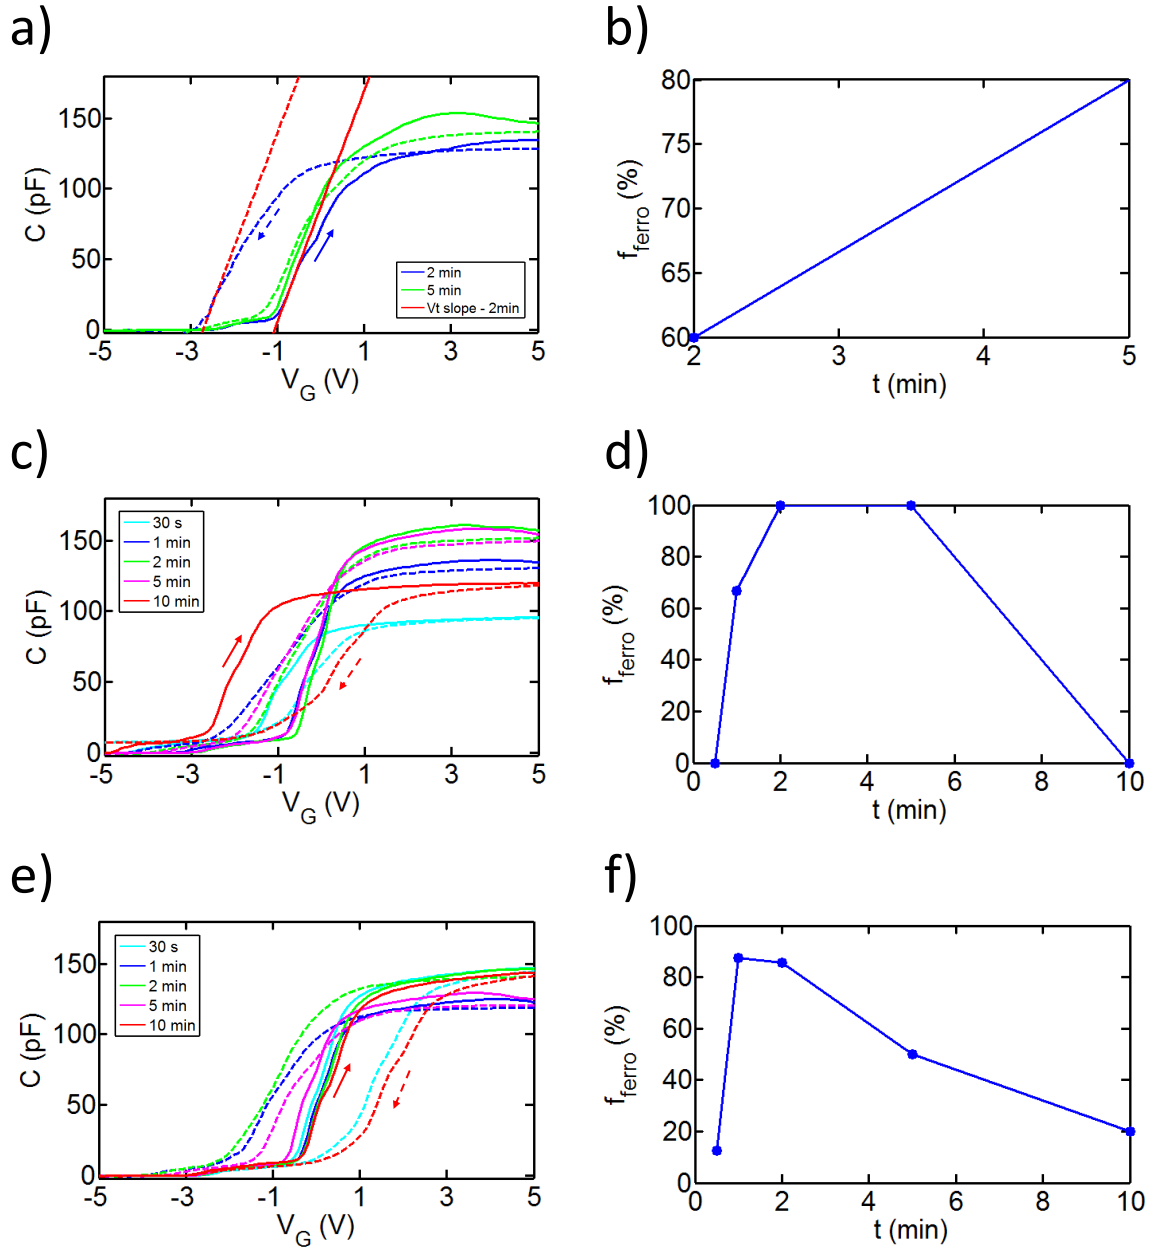 a)
150
100
50
0
C (pF)
-5 -3 -1 1 3 5
V_G (V)
2 min
5 min
Vt slope - 2min
b)
80
75
70
65
60
f_ferro (%)
2 3 4 5
t (min)
c)
150
100
50
0
C (pF)
-5 -3 -1 1 3 5
V_G (V)
30 s
1 min
2 min
5 min
10 min
d)
100
80
60
40
20
0
f_ferro (%)
0 2 4 6 8 10
t (min)
e)
150
100
50
0
C (pF)
-5 -3 -1 1 3 5
V_G (V)
30 s
1 min
2 min
5 min
10 min
f)
100
80
60
40
20
0
f_ferro (%)
0 2 4 6 8 10
t (min)